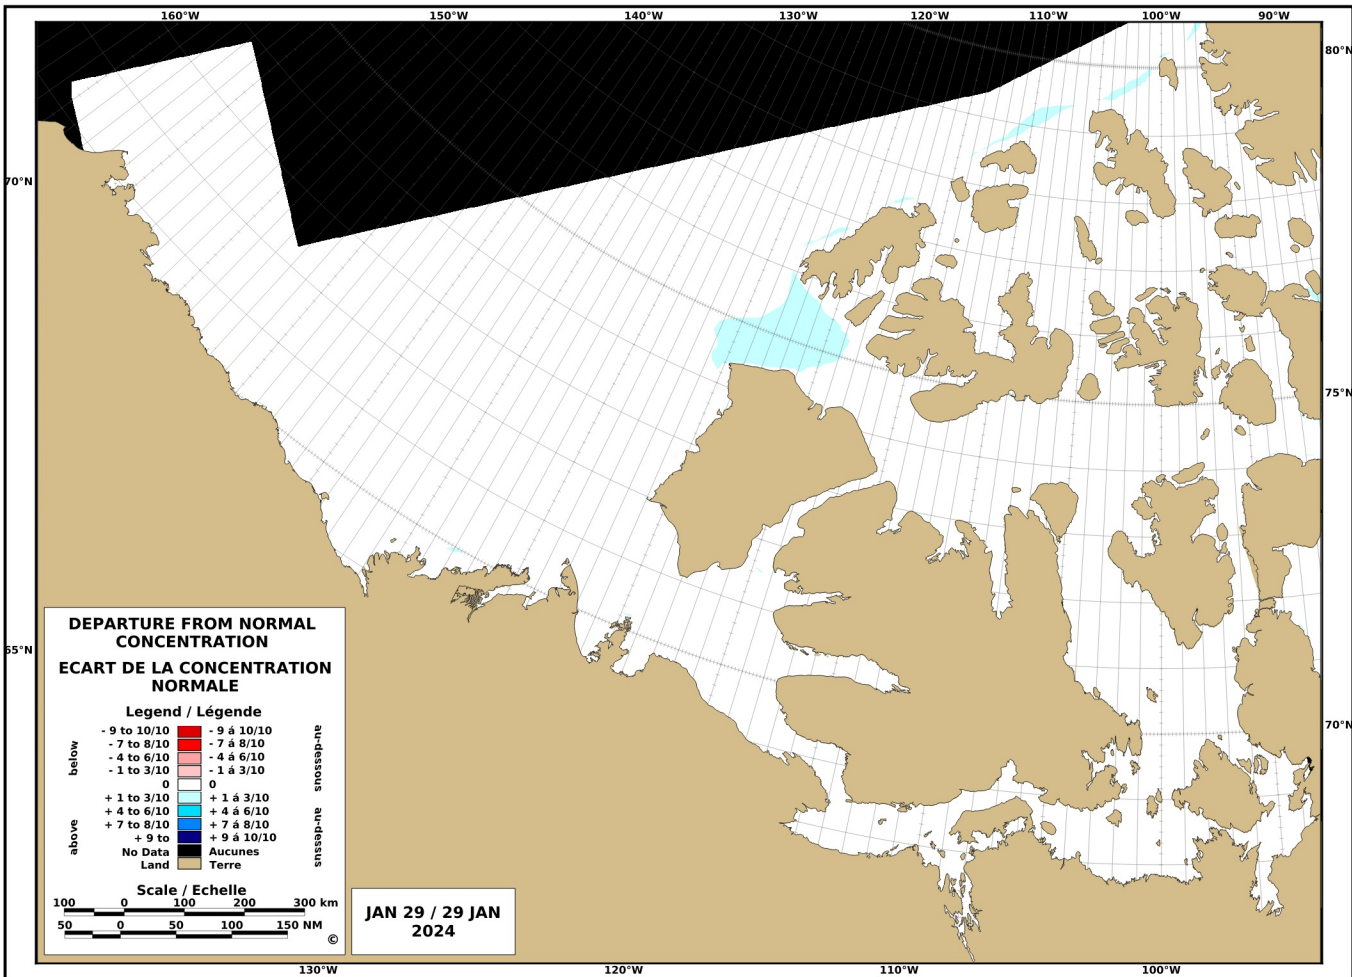 160°W 150°W 140°W 130°W 120°W 110°W 100°W 90°W
80°N
70°N
75°N
65°N
70°N
DEPARTURE FROM NORMAL
CONCENTRATION
ECART DE LA CONCENTRATION
NORMALE
Legend / Légende
below
au-dessous
- 9 to 10/10 - 9 á 10/10
- 7 to 8/10 - 7 á 8/10
- 4 to 6/10 - 4 á 6/10
- 1 to 3/10 - 1 á 3/10
0 0
+ 1 to 3/10 + 1 á 3/10
+ 4 to 6/10 + 4 á 6/10
+ 7 to 8/10 + 7 á 8/10
+ 9 to + 9 á 10/10
above
au-dessus
No Data Aucunes
Land Terre
Scale / Echelle
100 0 100 200 300 km
50 0 50 100 150 NM
©
JAN 29 / 29 JAN
2024
130°W 120°W 110°W 100°W